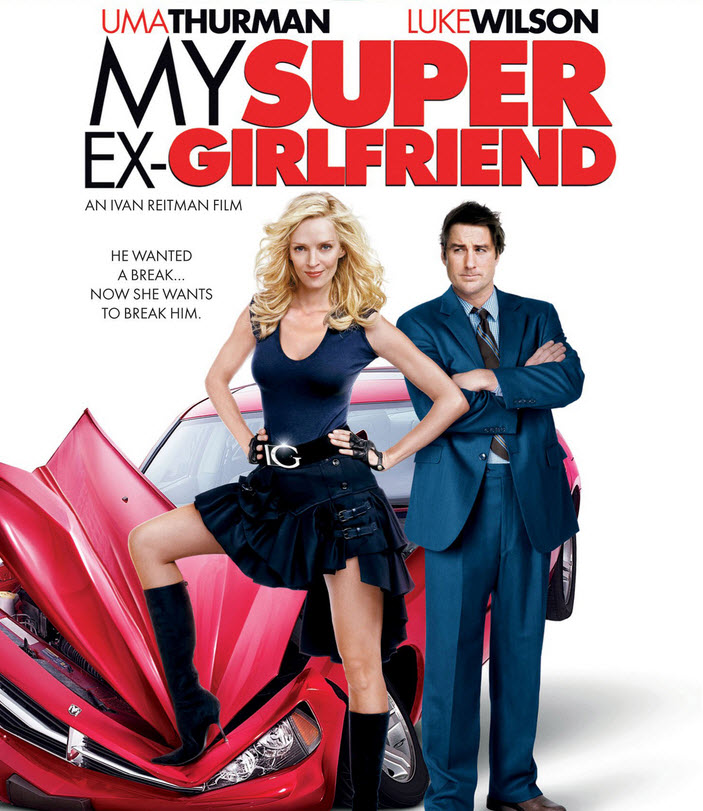 UMATHURMAN LUKEWILSON
MYSUPER
EX-GIRLFRIEND
AN IVAN REITMAN FILM
HE WANTED
A BREAK...
NOW SHE WANTS
TO BREAK HIM.
G